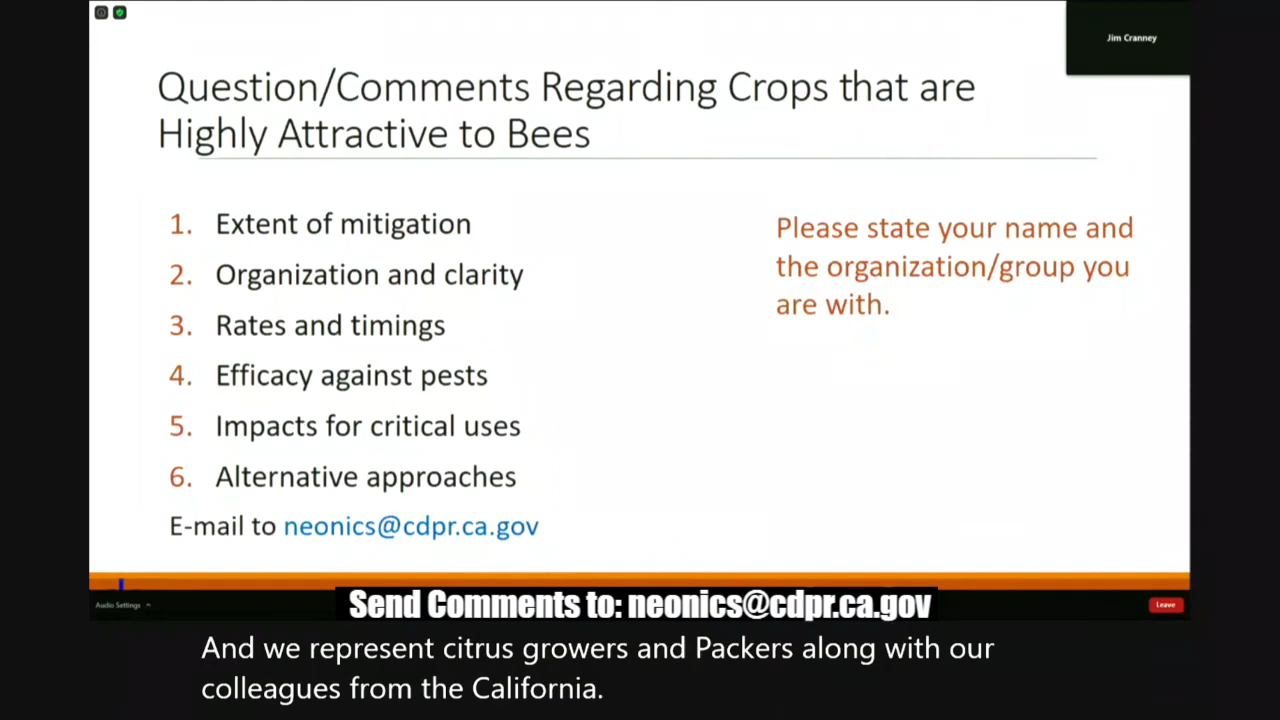 Jim Cranney
Question/Comments Regarding Crops that are
Highly Attractive to Bees
1. Extent of mitigation
2. Organization and clarity
3. Rates and timings
4. Efficacy against pests
5. Impacts for critical uses
6. Alternative approaches
E-mail to neonics@cdpr.ca.gov
Please state your name and
the organization/group you
are with.
Audio Settings
Send Comments to: neonics@cdpr.ca.gov
Leave
And we represent citrus growers and Packers along with our
colleagues from the California.